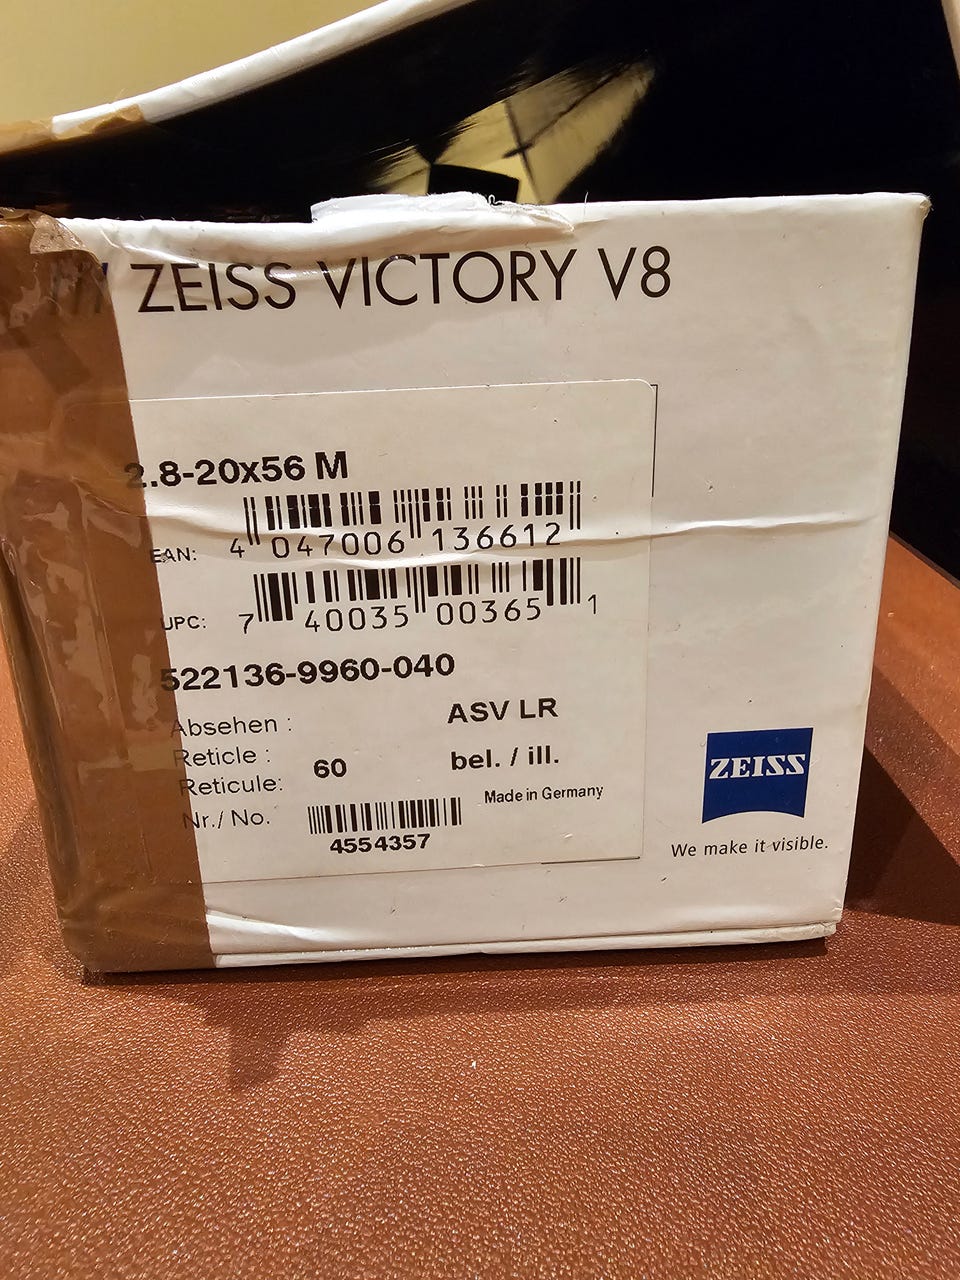 ZEISS VICTORY V8
2.8-20x56 M
EAN: 4 047006 136612
UPC: 7 40035 00365 1
522136-9960-040
Absehen : ASV LR
Reticle :
Reticule: 60 bel. / ill.
Made in Germany
Nr./ No.
4554357
ZEISS
We make it visible.